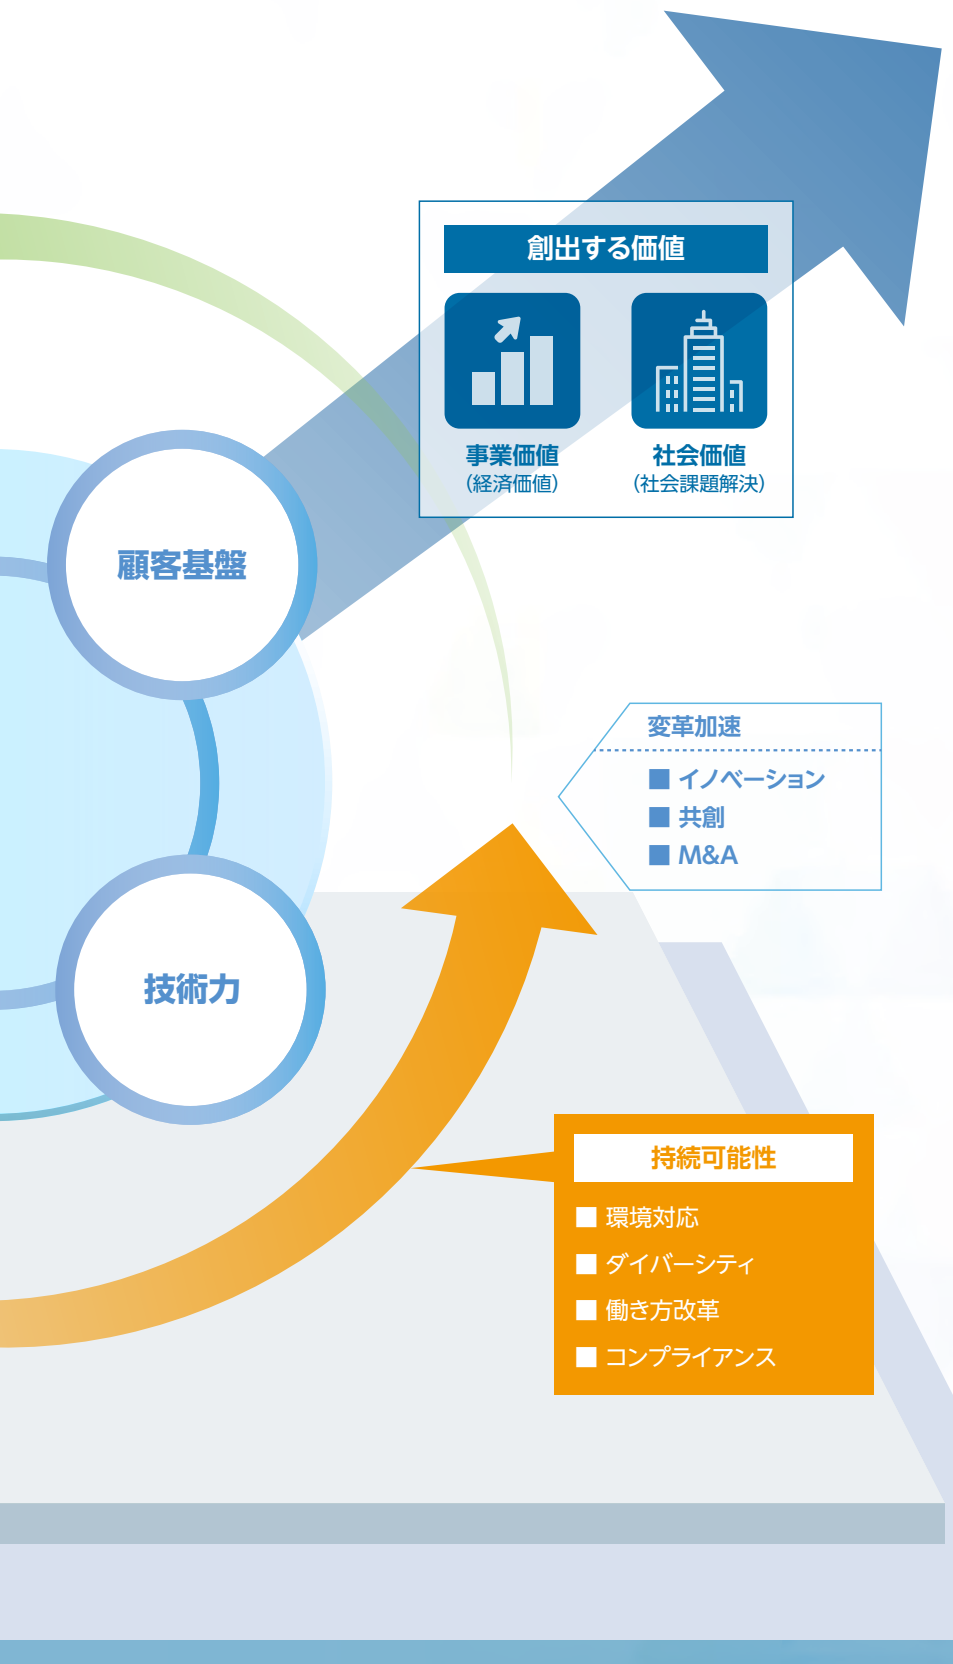 創出する価値
事業価値
（経済価値）
社会価値
（社会課題解決）
顧客基盤
変革加速
■ イノベーション
■ 共創
■ M&A
技術力
持続可能性
■ 環境対応
■ ダイバーシティ
■ 働き方改革
■ コンプライアンス